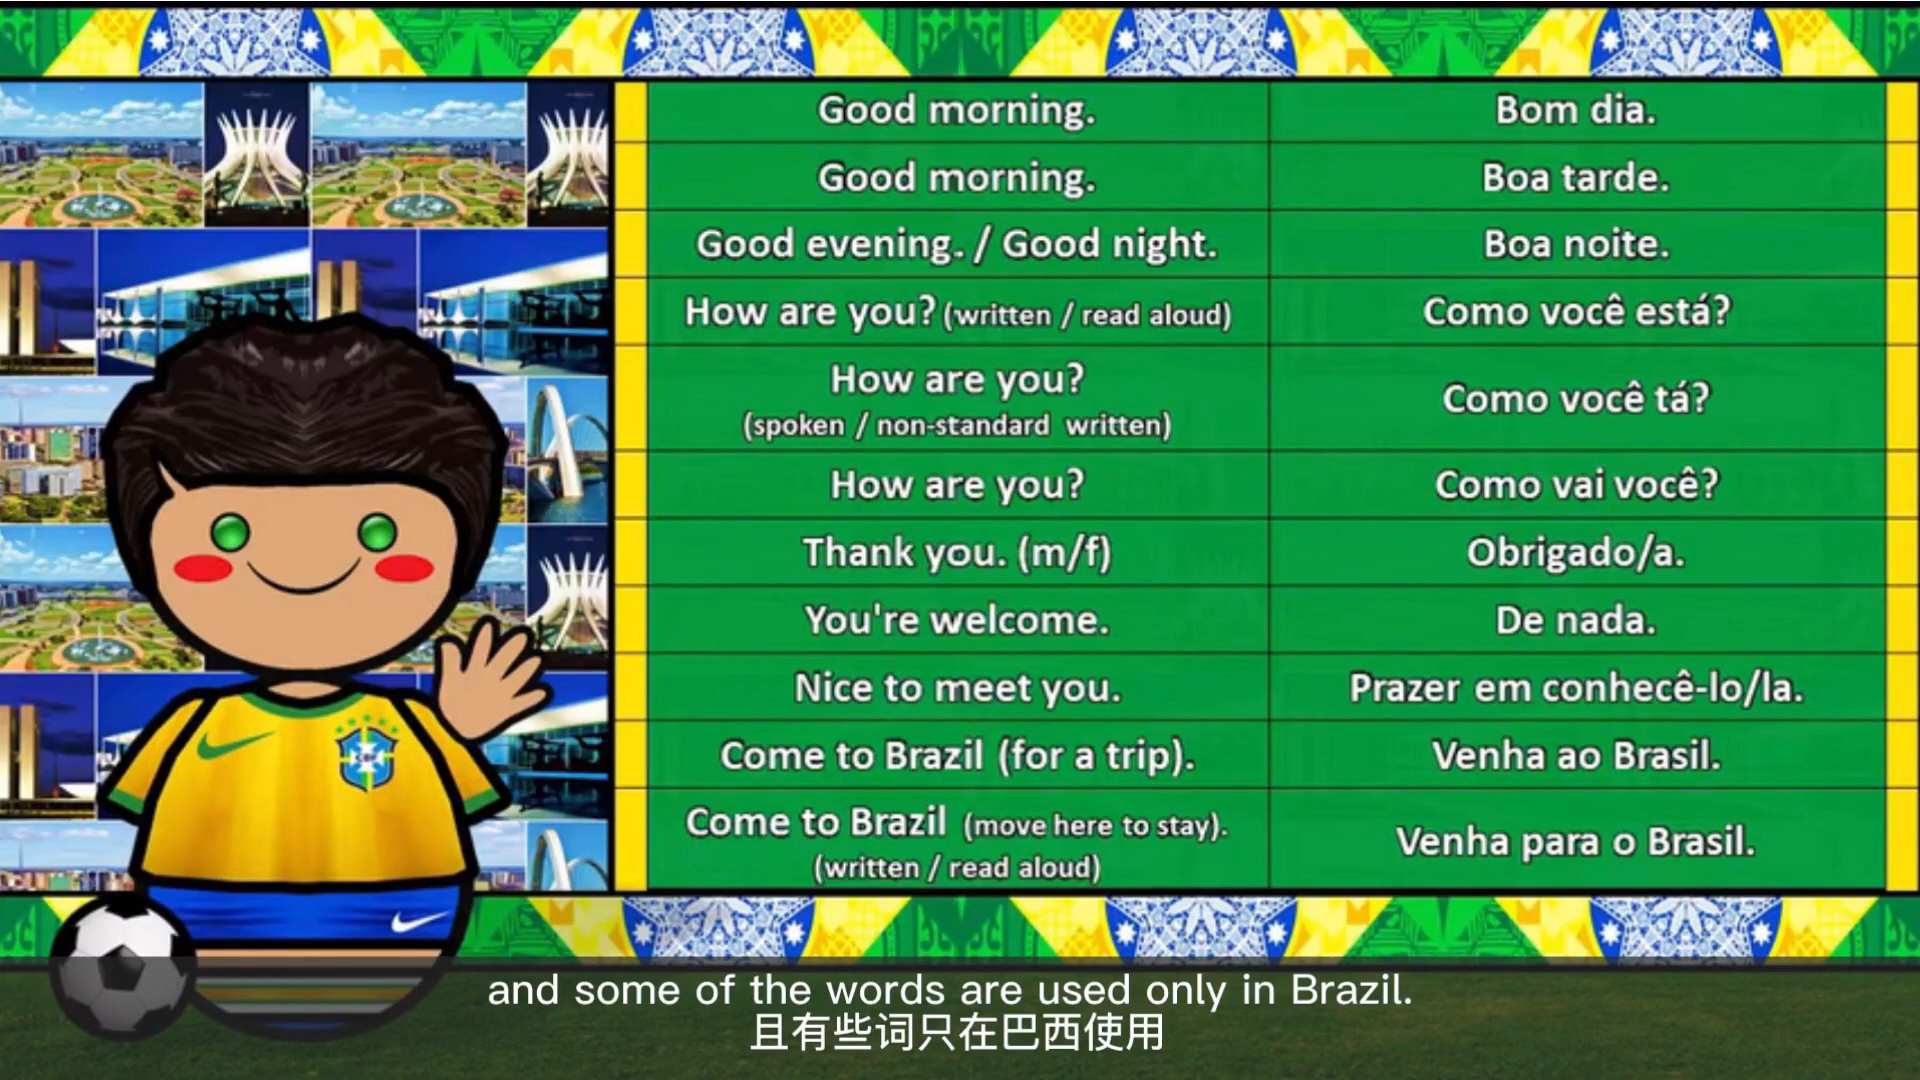 Good morning. Bom dia.
Good morning. Boa tarde.
Good evening. / Good night. Boa noite.
How are you? (written / read aloud) Como você está?
How are you?
(spoken / non-standard written) Como você tá?
How are you? Como vai você?
Thank you. (m/f) Obrigado/a.
You're welcome. De nada.
Nice to meet you. Prazer em conhecê-lo/la.
Come to Brazil (for a trip). Venha ao Brasil.
Come to Brazil (move here to stay).
(written / read aloud) Venha para o Brasil.
CBF
and some of the words are used only in Brazil.
且有些词只在巴西使用